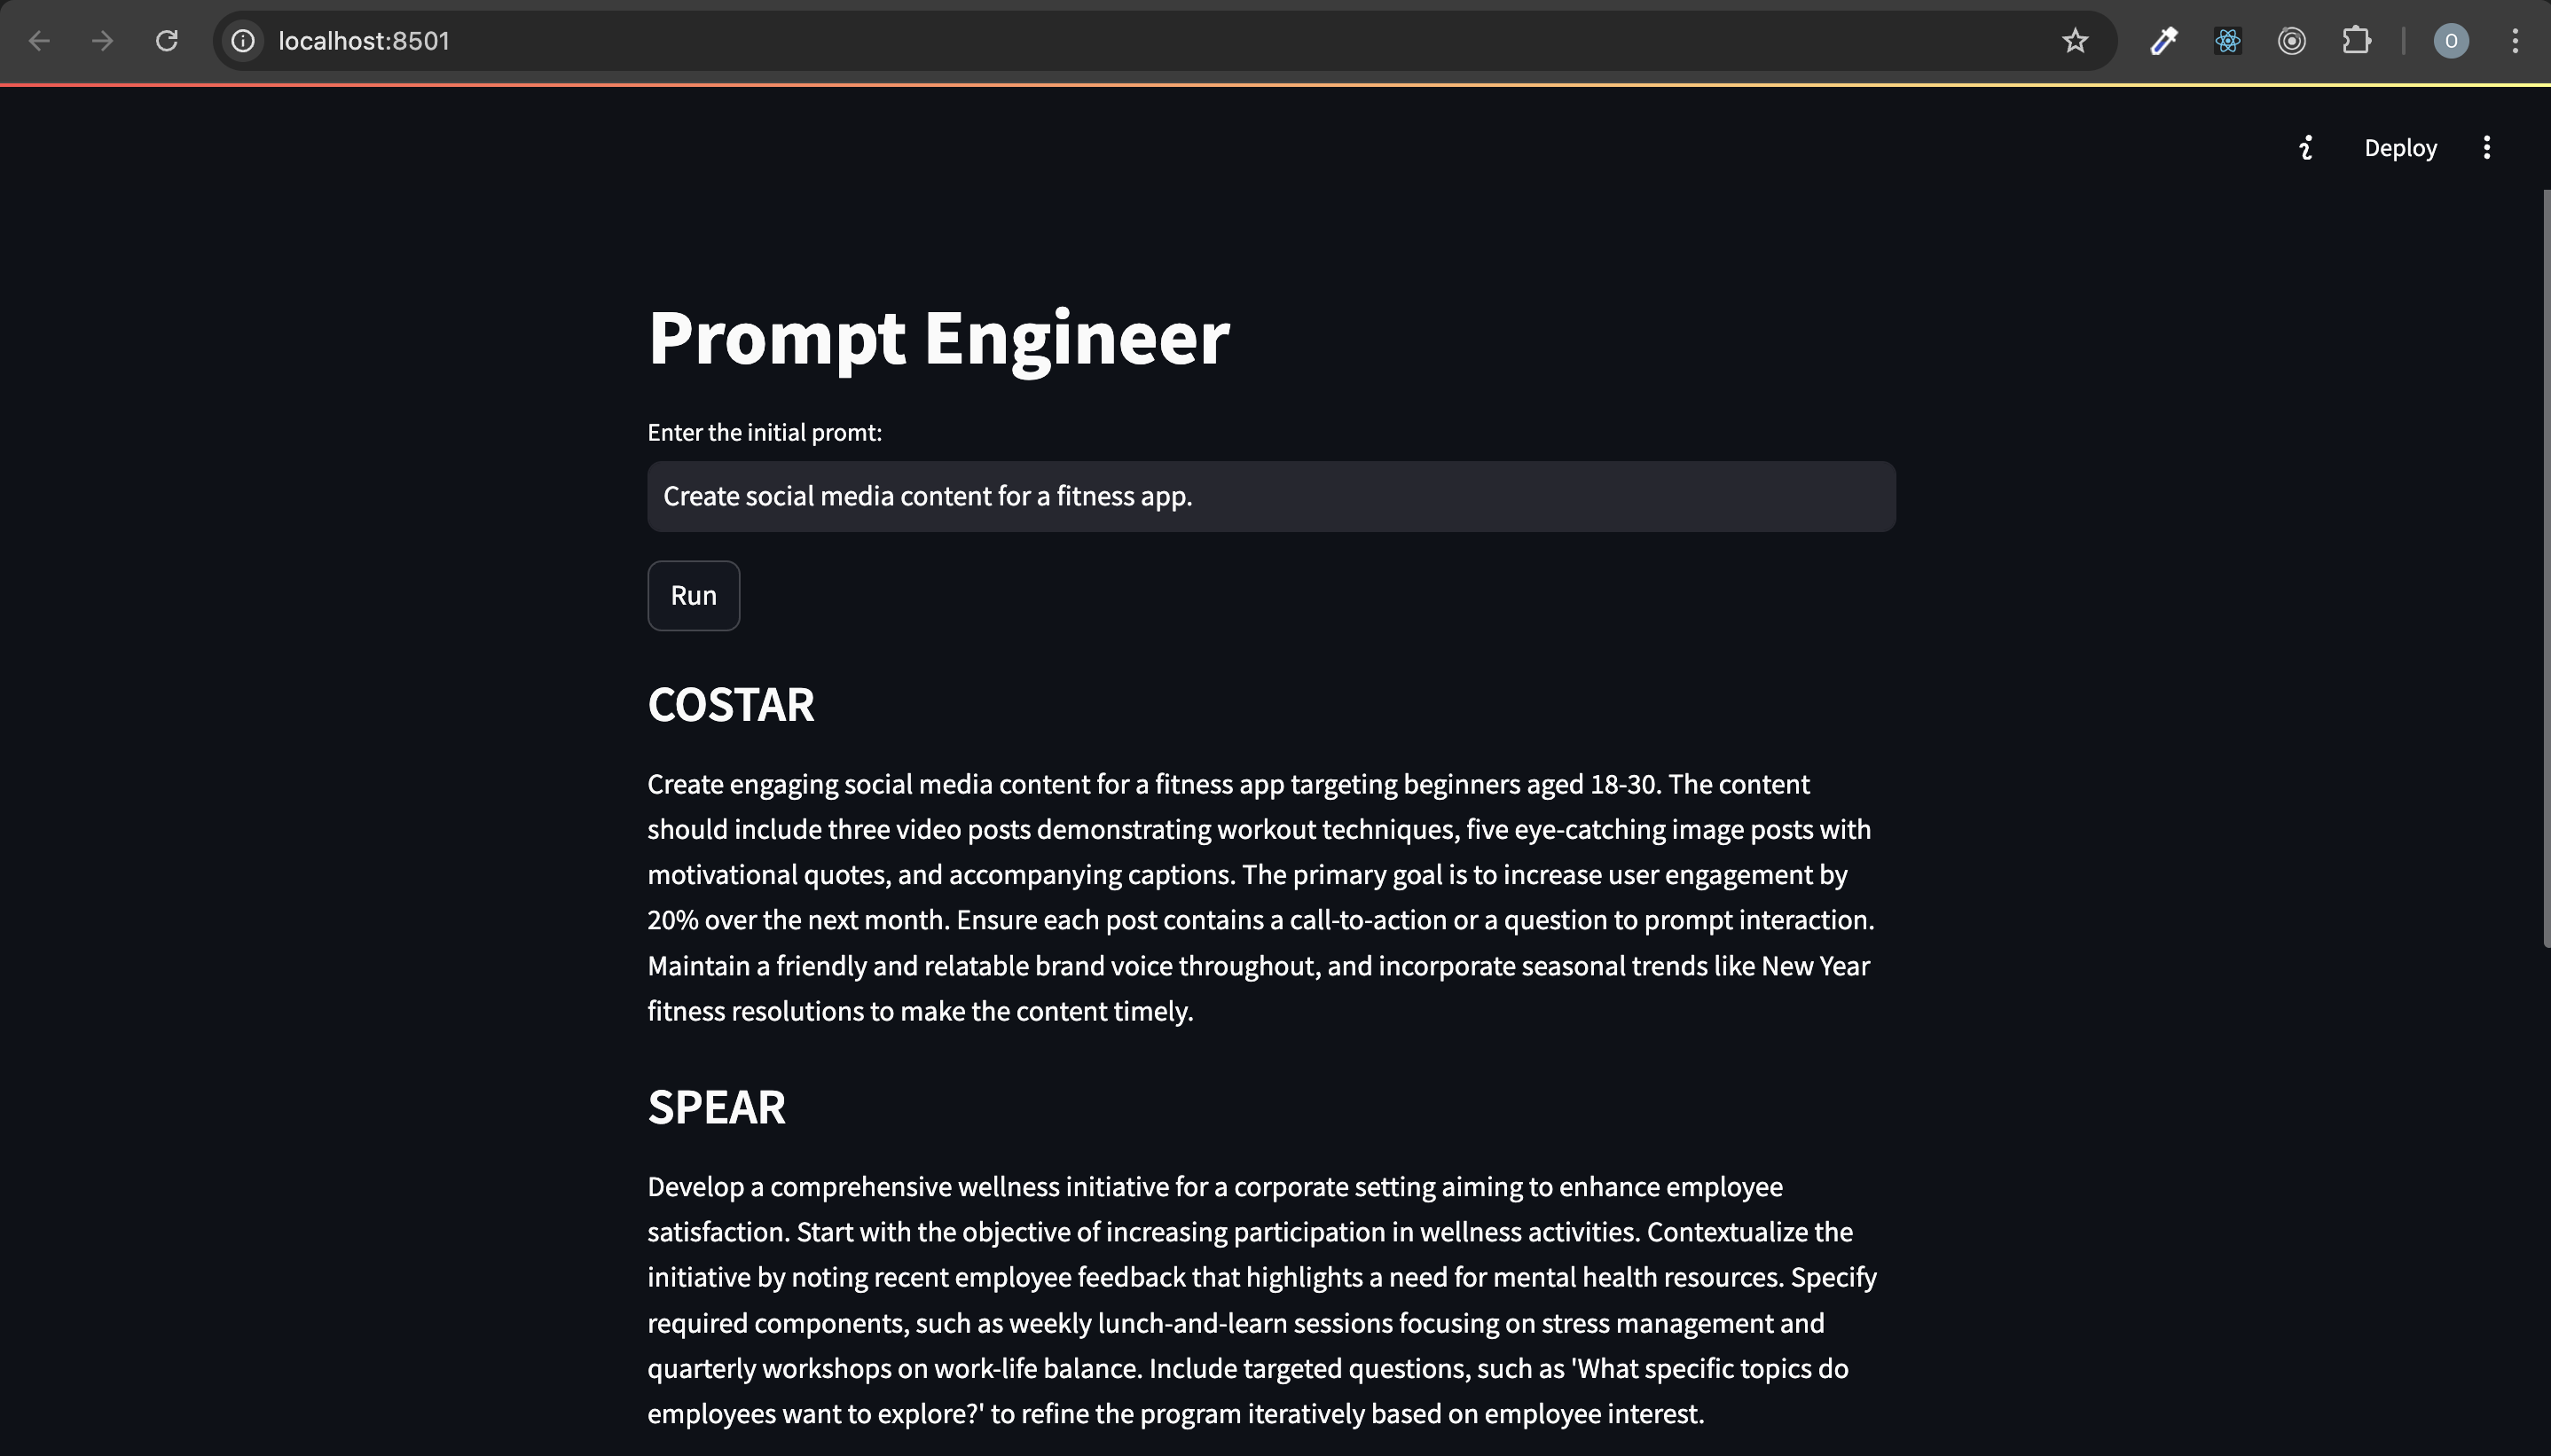 localhost:8501
O
Deploy
Prompt Engineer
Enter the initial promt:
Create social media content for a fitness app.
Run
COSTAR
Create engaging social media content for a fitness app targeting beginners aged 18-30. The content
should include three video posts demonstrating workout techniques, five eye-catching image posts with
motivational quotes, and accompanying captions. The primary goal is to increase user engagement by
20% over the next month. Ensure each post contains a call-to-action or a question to prompt interaction.
Maintain a friendly and relatable brand voice throughout, and incorporate seasonal trends like New Year
fitness resolutions to make the content timely.
SPEAR
Develop a comprehensive wellness initiative for a corporate setting aiming to enhance employee
satisfaction. Start with the objective of increasing participation in wellness activities. Contextualize the
initiative by noting recent employee feedback that highlights a need for mental health resources. Specify
required components, such as weekly lunch-and-learn sessions focusing on stress management and
quarterly workshops on work-life balance. Include targeted questions, such as 'What specific topics do
employees want to explore?' to refine the program iteratively based on employee interest.